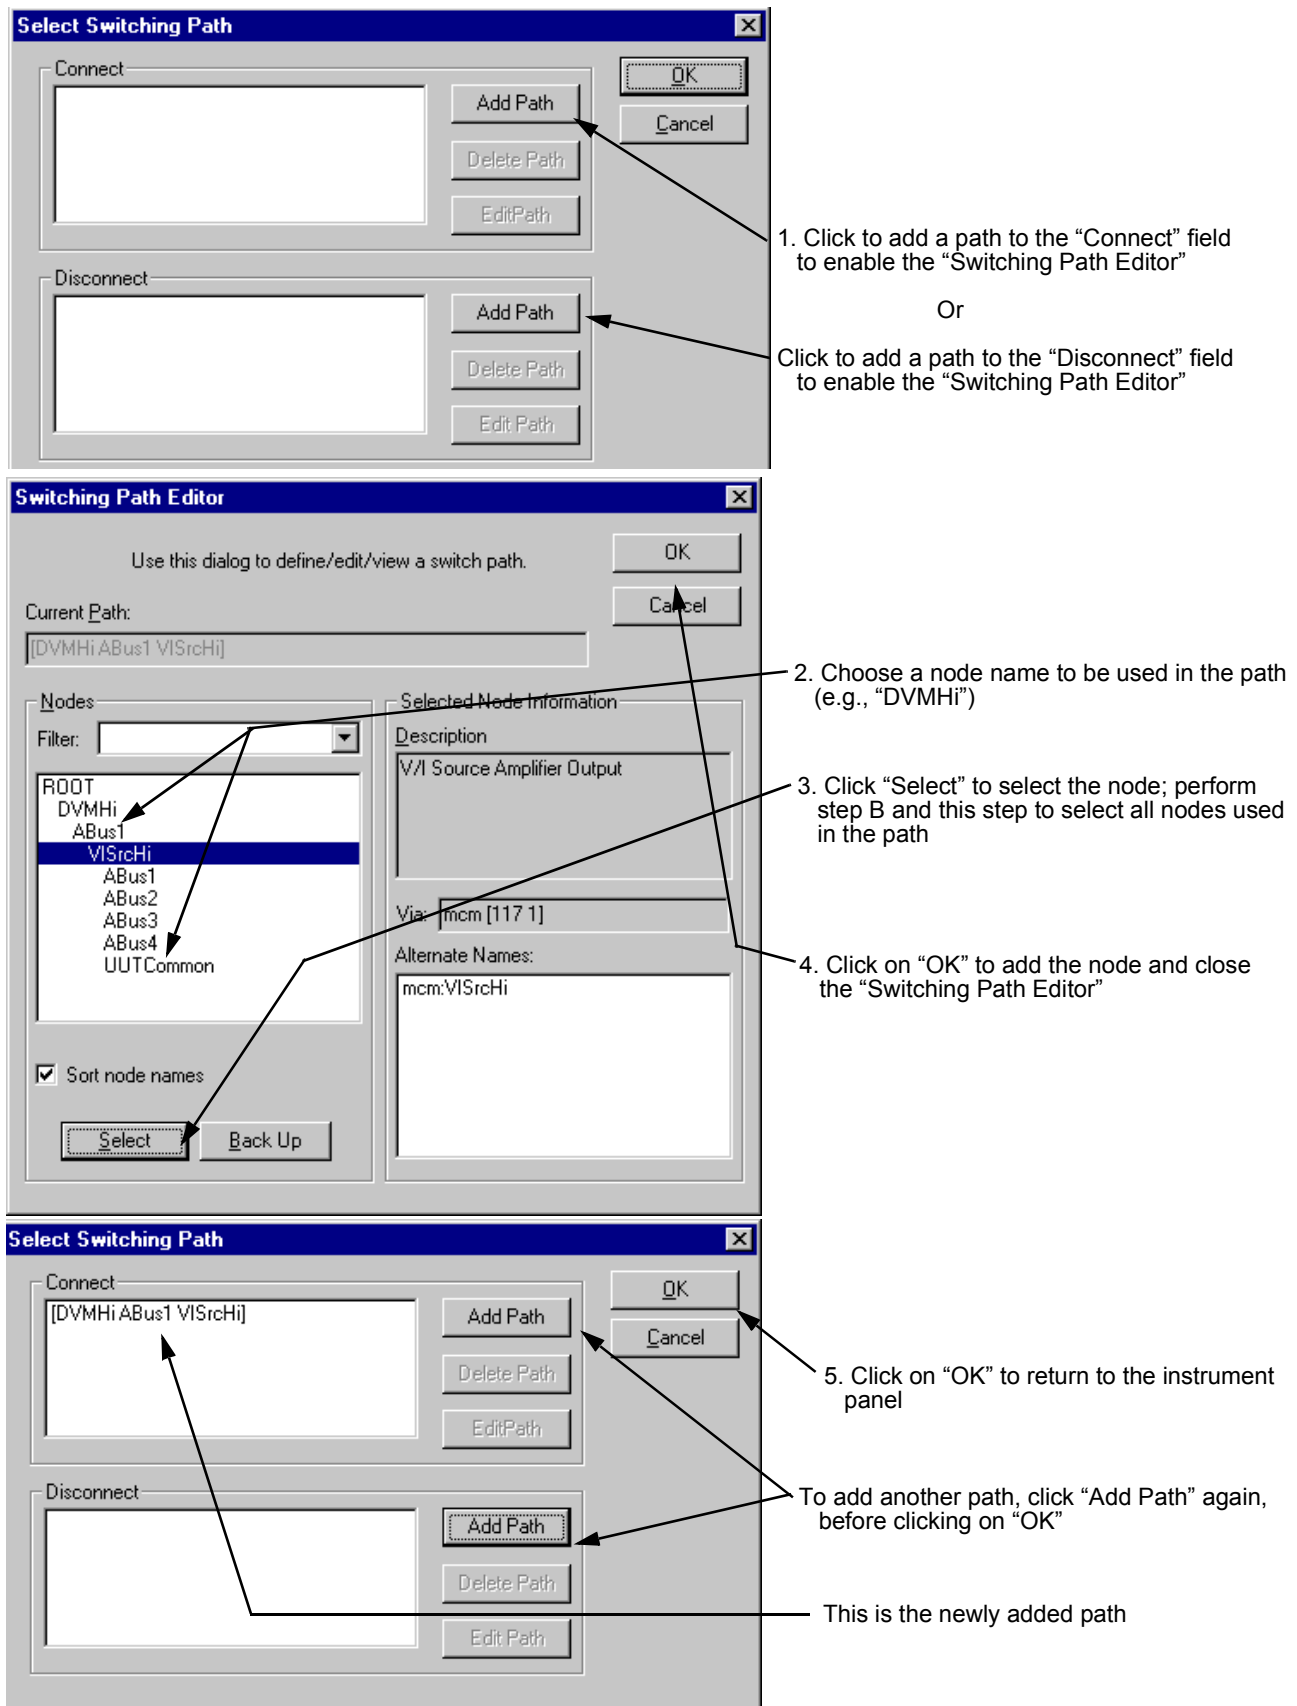 Select Switching Path
Connect
Add Path
Delete Path
EditPath
OK
Cancel
Disconnect
Add Path
Delete Path
Edit Path
1. Click to add a path to the “Connect” field
to enable the “Switching Path Editor”
Or
Click to add a path to the “Disconnect” field
to enable the “Switching Path Editor”
Switching Path Editor
Use this dialog to define/edit/view a switch path.
OK
Cancel
Current Path:
[DVMHi ABus1 VISrcHi]
Nodes
Filter:
ROOT
DVMHi
ABus1
VISrcHi
ABus1
ABus2
ABus3
ABus4
UUTCommon
Sort node names
Select
Back Up
Selected Node Information
Description
V/I Source Amplifier Output
Via: mcm [117 1]
Alternate Names:
mcm:VISrcHi
2. Choose a node name to be used in the path
(e.g., “DVMHi”)
3. Click “Select” to select the node; perform
step B and this step to select all nodes used
in the path
4. Click on “OK” to add the node and close
the “Switching Path Editor”
Select Switching Path
Connect
[DVMHi ABus1 VISrcHi]
Add Path
Delete Path
EditPath
OK
Cancel
Disconnect
Add Path
Delete Path
Edit Path
5. Click on “OK” to return to the instrument
panel
To add another path, click “Add Path” again,
before clicking on “OK”
This is the newly added path